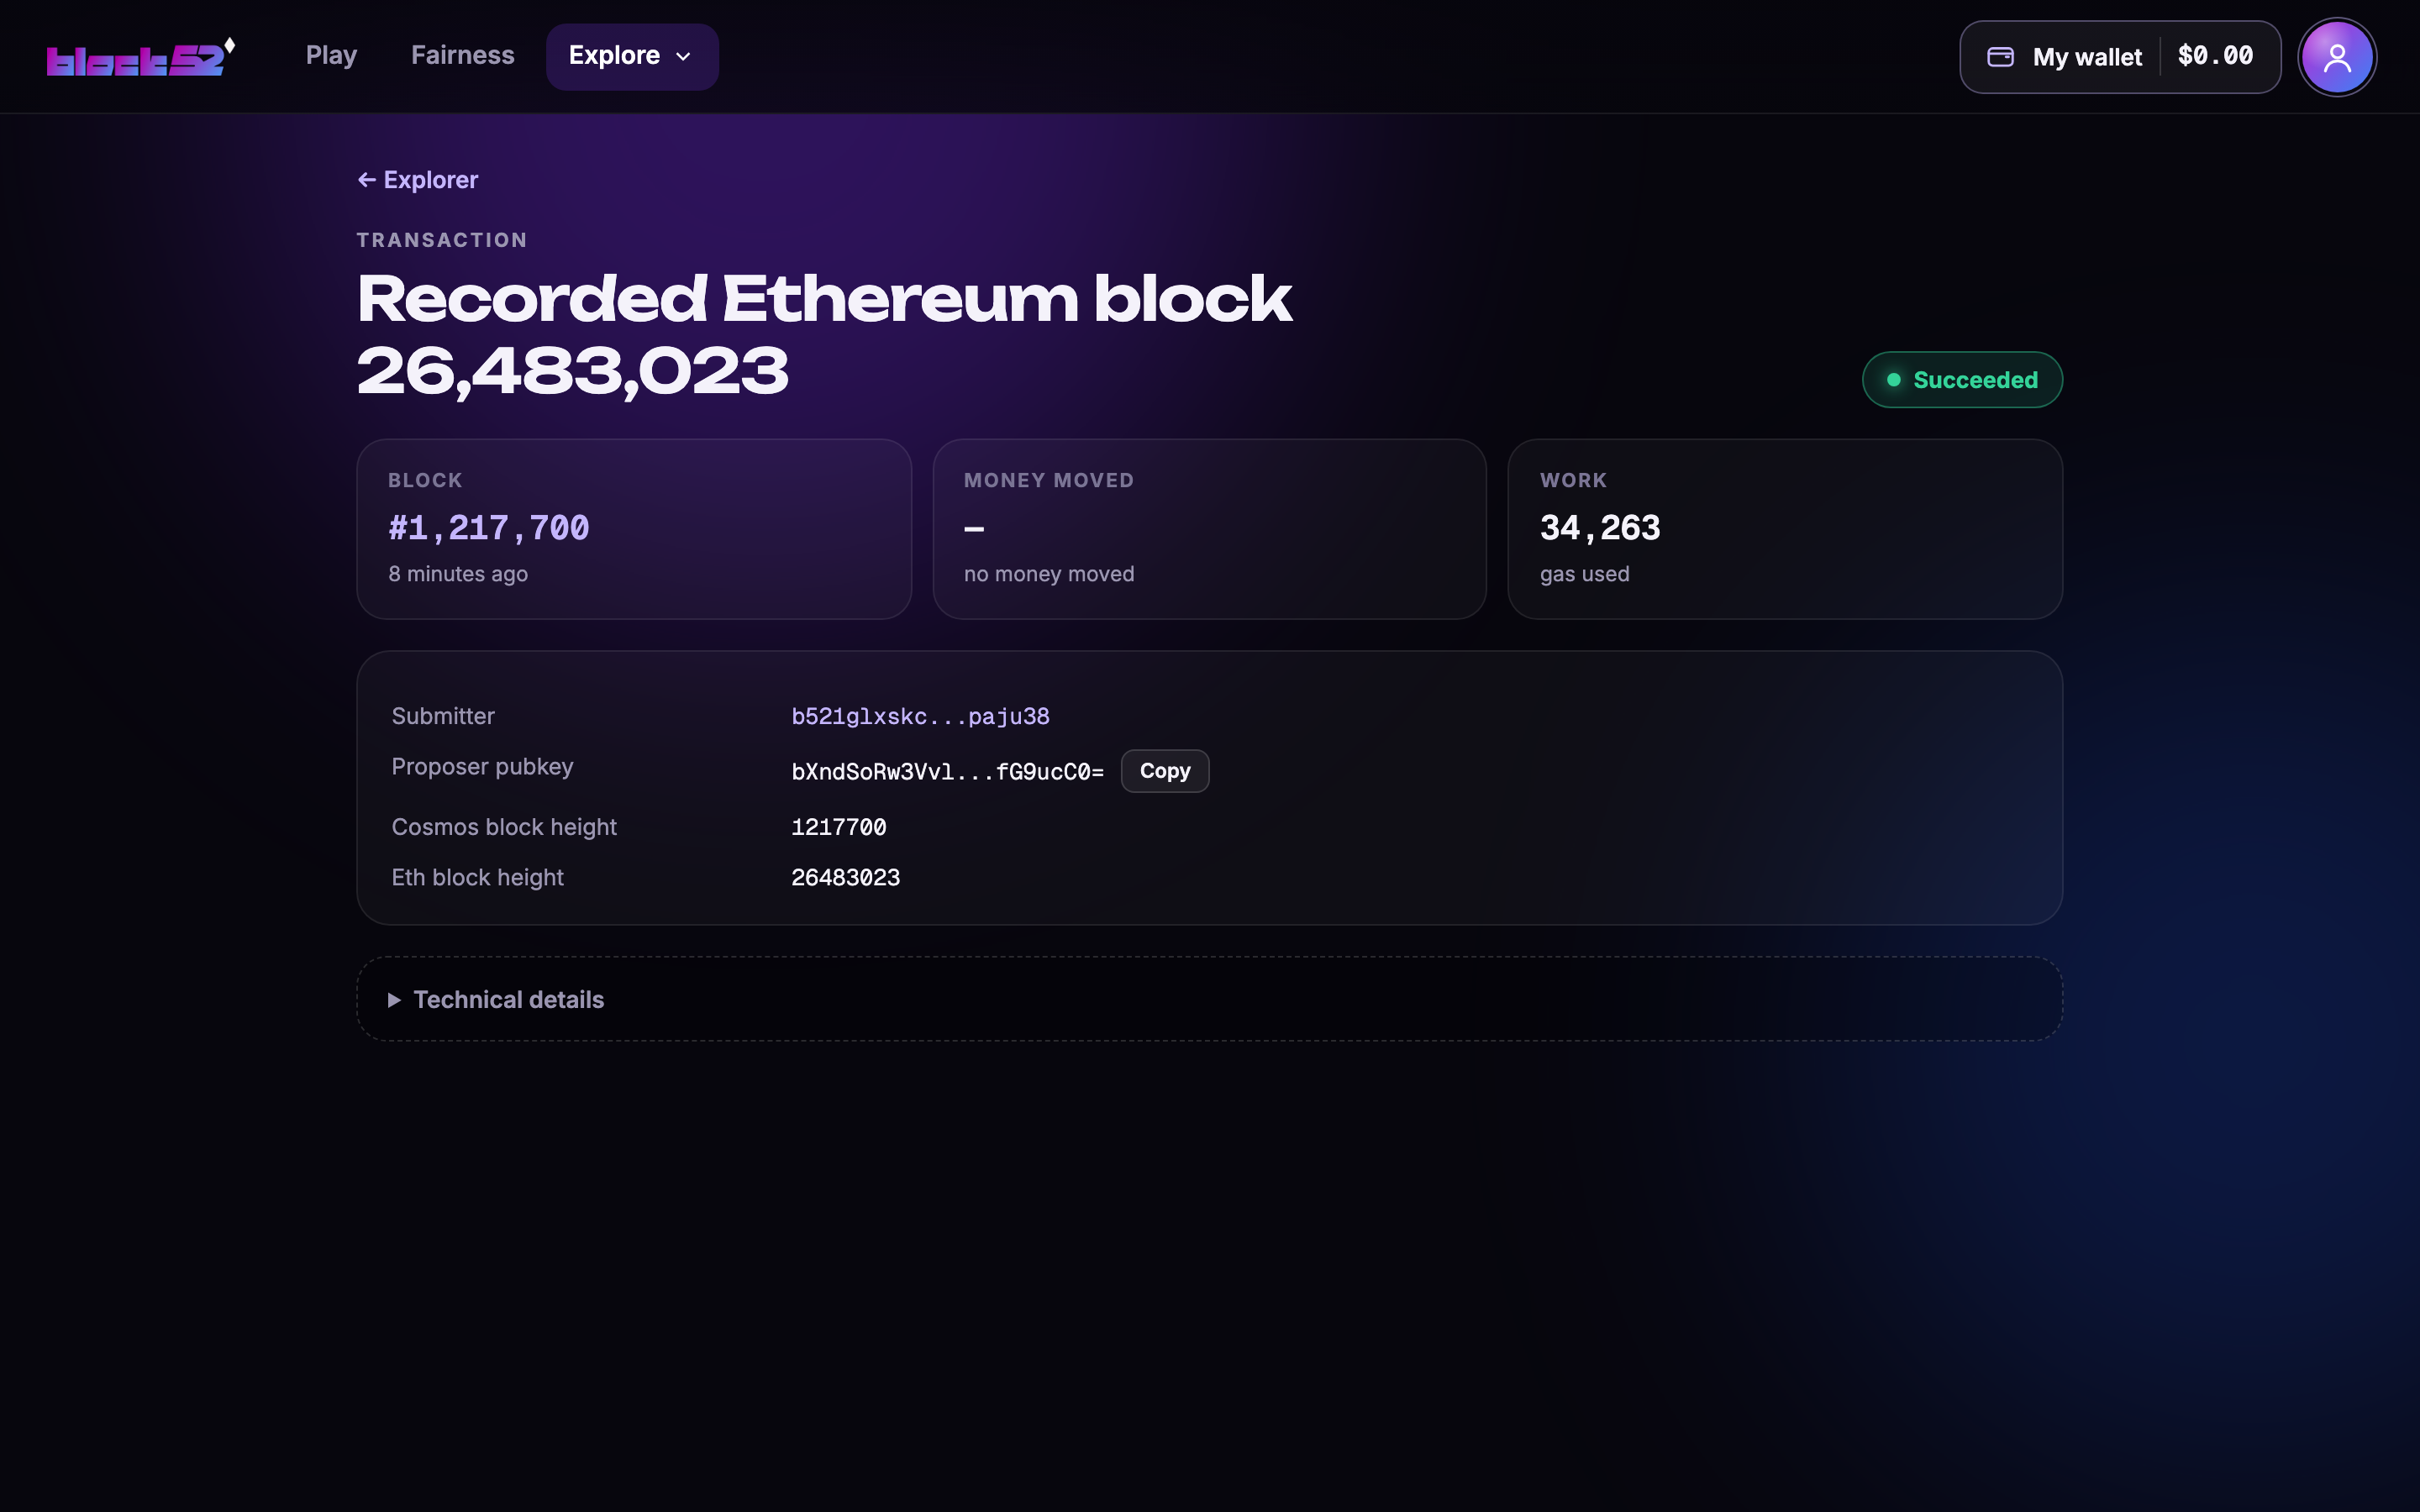 block52
Play
Fairness
Explore
My wallet
$0.00
← Explorer
TRANSACTION
Recorded Ethereum block
26,483,023
Succeeded
BLOCK
#1,217,700
8 minutes ago
MONEY MOVED
—
no money moved
WORK
34,263
gas used
Submitter
b521glxskc...paju38
Proposer pubkey
bXndSoRw3Vvl...fG9ucC0=
Copy
Cosmos block height
1217700
Eth block height
26483023
Technical details